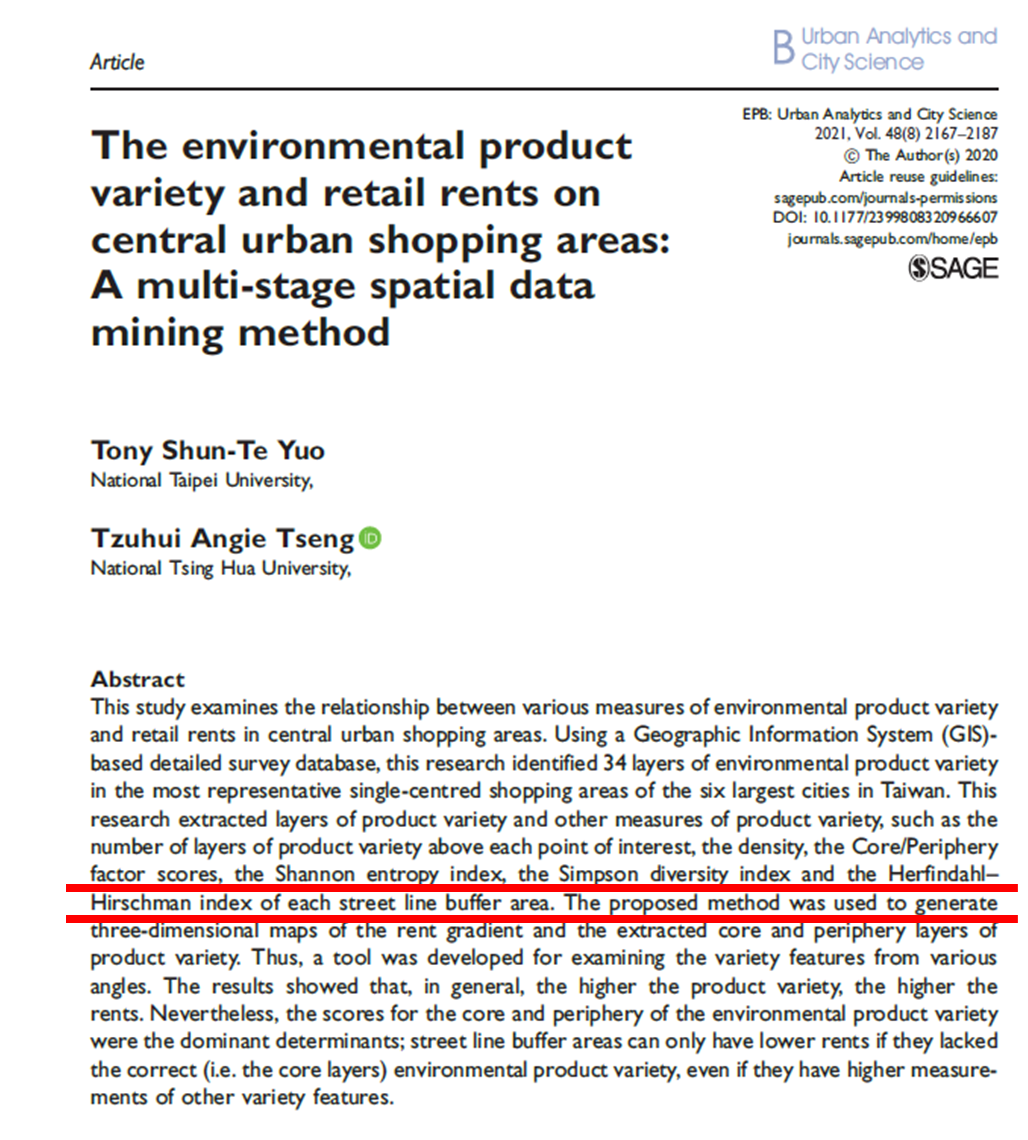 Article
B Urban Analytics and
City Science
The environmental product
variety and retail rents on
central urban shopping areas:
A multi-stage spatial data
mining method
EPB: Urban Analytics and City Science
2021, Vol. 48(8) 2167–2187
© The Author(s) 2020
Article reuse guidelines:
sagepub.com/journals-permissions
DOI: 10.1177/2399808320966607
journals.sagepub.com/home/epb
SAGE
Tony Shun-Te Yuo
National Taipei University,
Tzuhui Angie Tseng iD
National Tsing Hua University,
Abstract
This study examines the relationship between various measures of environmental product variety
and retail rents in central urban shopping areas. Using a Geographic Information System (GIS)-
based detailed survey database, this research identified 34 layers of environmental product variety
in the most representative single-centred shopping areas of the six largest cities in Taiwan. This
research extracted layers of product variety and other measures of product variety, such as the
number of layers of product variety above each point of interest, the density, the Core/Periphery
factor scores, the Shannon entropy index, the Simpson diversity index and the Herfindahl–
Hirschman index of each street line buffer area. The proposed method was used to generate
three-dimensional maps of the rent gradient and the extracted core and periphery layers of
product variety. Thus, a tool was developed for examining the variety features from various
angles. The results showed that, in general, the higher the product variety, the higher the
rents. Nevertheless, the scores for the core and periphery of the environmental product variety
were the dominant determinants; street line buffer areas can only have lower rents if they lacked
the correct (i.e. the core layers) environmental product variety, even if they have higher measure-
ments of other variety features.